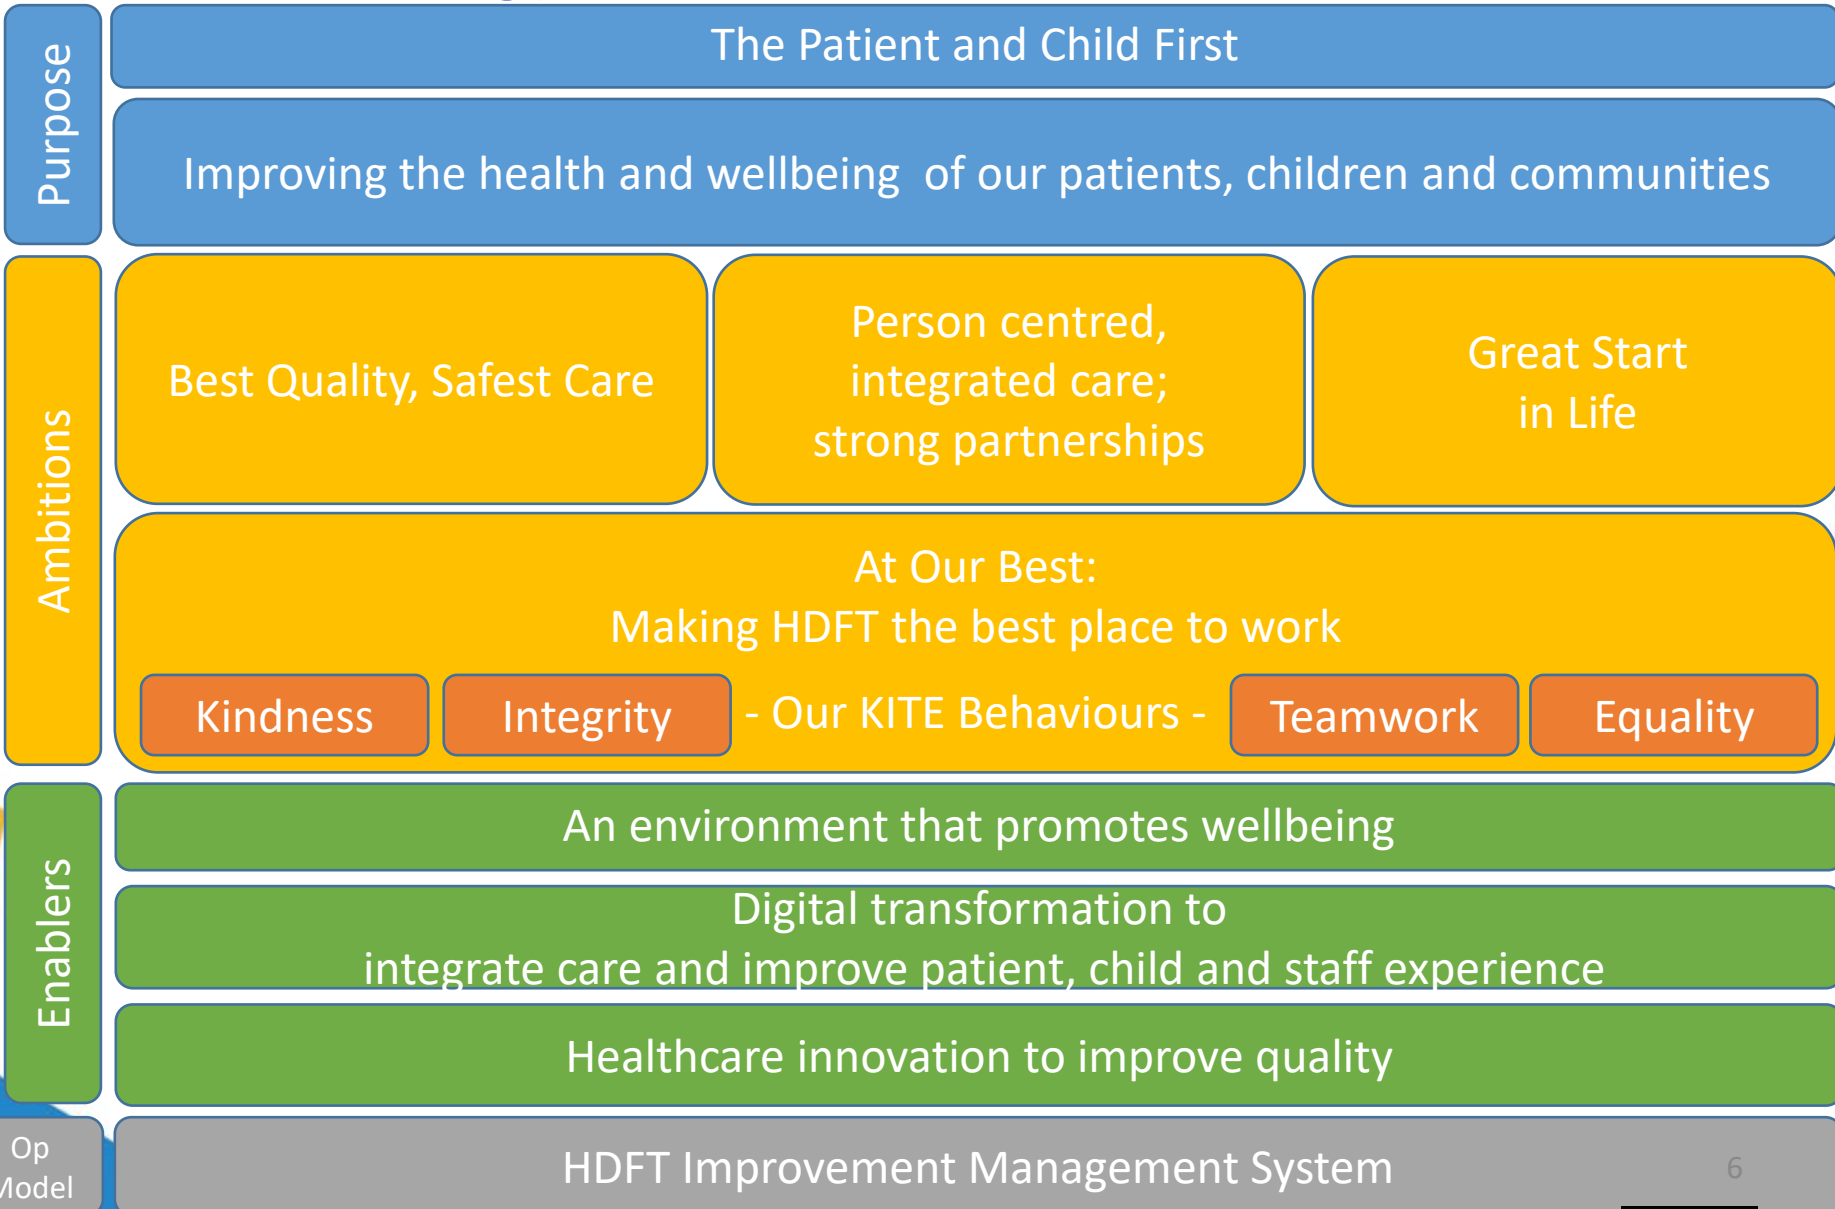 Purpose
The Patient and Child First
Improving the health and wellbeing of our patients, children and communities
Ambitions
Best Quality, Safest Care
Person centred,
integrated care;
strong partnerships
Great Start
in Life
At Our Best:
Making HDFT the best place to work
Kindness
Integrity
- Our KITE Behaviours -
Teamwork
Equality
Enablers
An environment that promotes wellbeing
Digital transformation to
integrate care and improve patient, child and staff experience
Healthcare innovation to improve quality
Op
Model
HDFT Improvement Management System
6